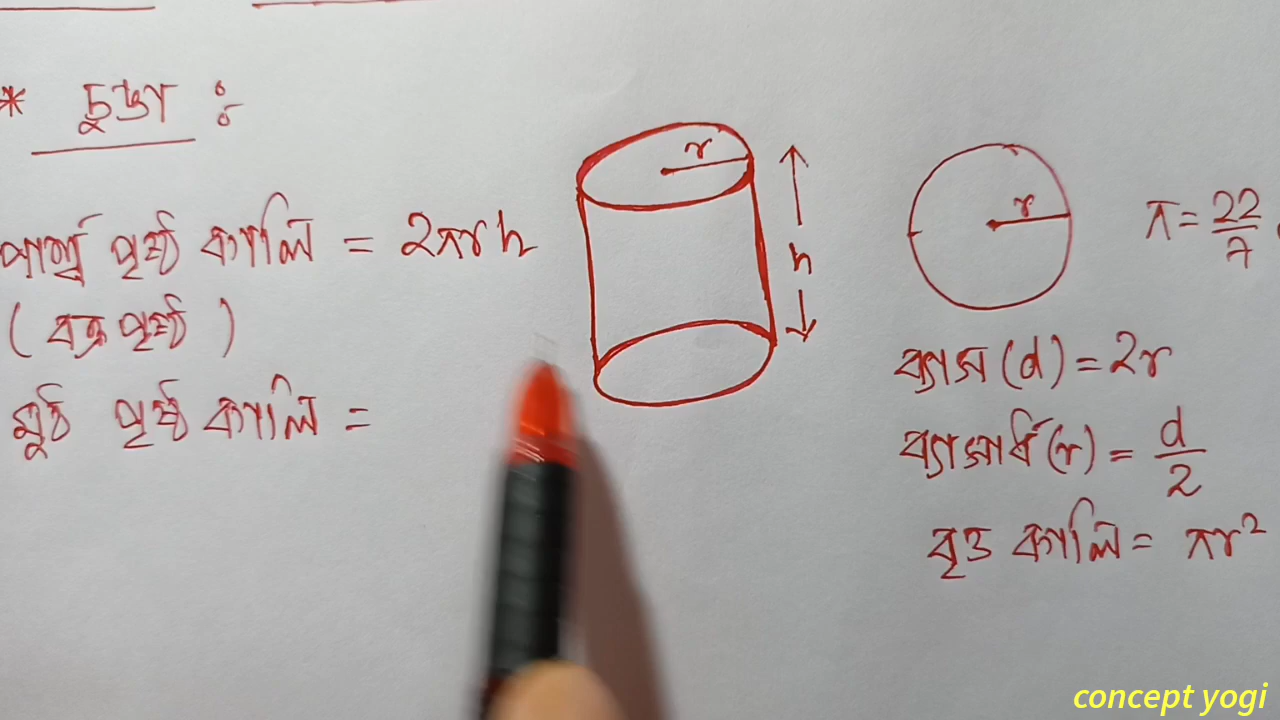 * চুঙা :
পাৰ্শ্ব পৃষ্ঠ কালি = 2πrh
(বক্ৰ পৃষ্ঠ)
মুঠ পৃষ্ঠ কালি =
r
h
r
π = 22/7
ব্যাস (d) = 2r
ব্যাসাৰ্ধ (r) = d/2
বৃত্ত কালি = πr²
concept yogi